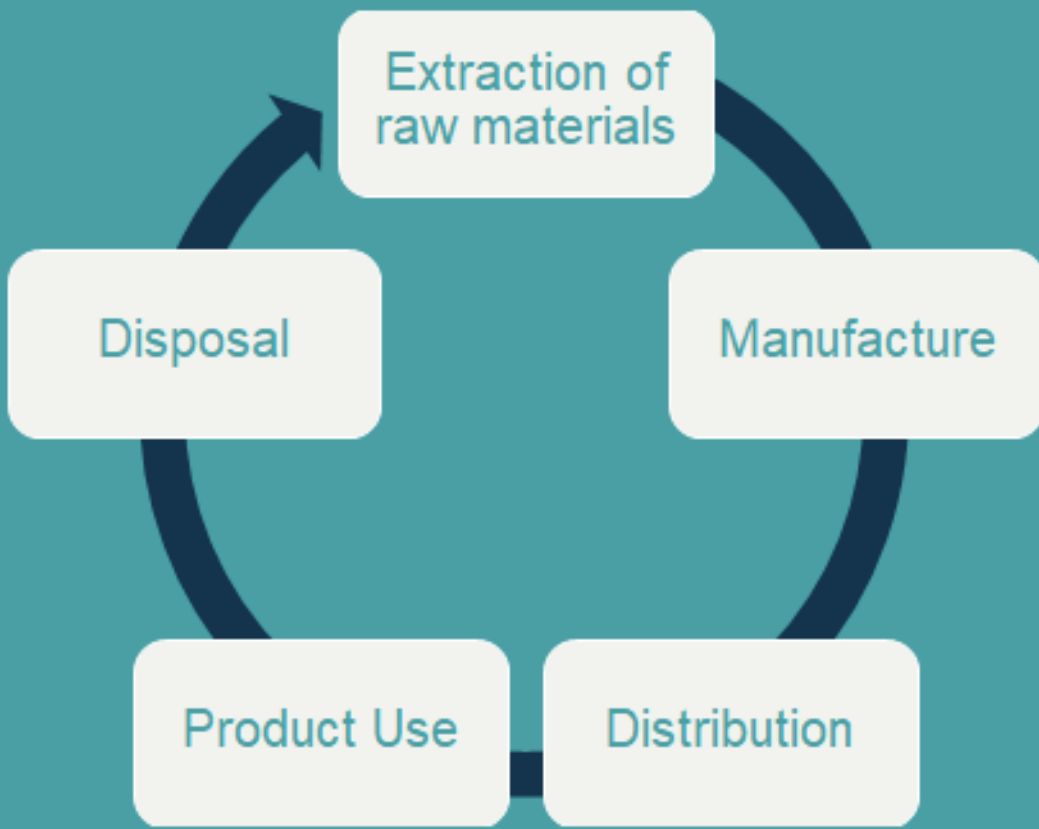 Extraction of
raw materials
Manufacture
Distribution
Product Use
Disposal